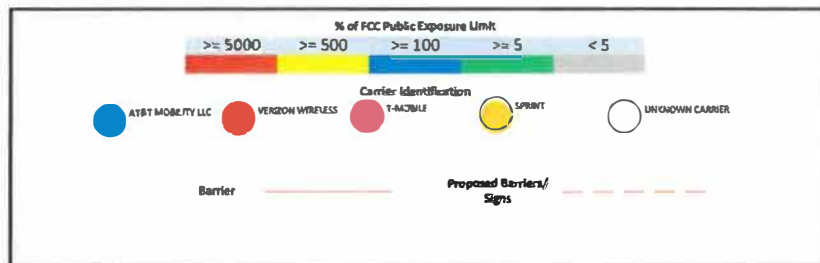 % of FCC Public Exposure Limit
>= 5000 >= 500 >= 100 >= 5 < 5
Carrier Identification
AT&T MOBILITY LLC VERIZON WIRELESS T-MOBILE SPRINT UNKNOWN CARRIER
Barrier Proposed Barriers/
Signs